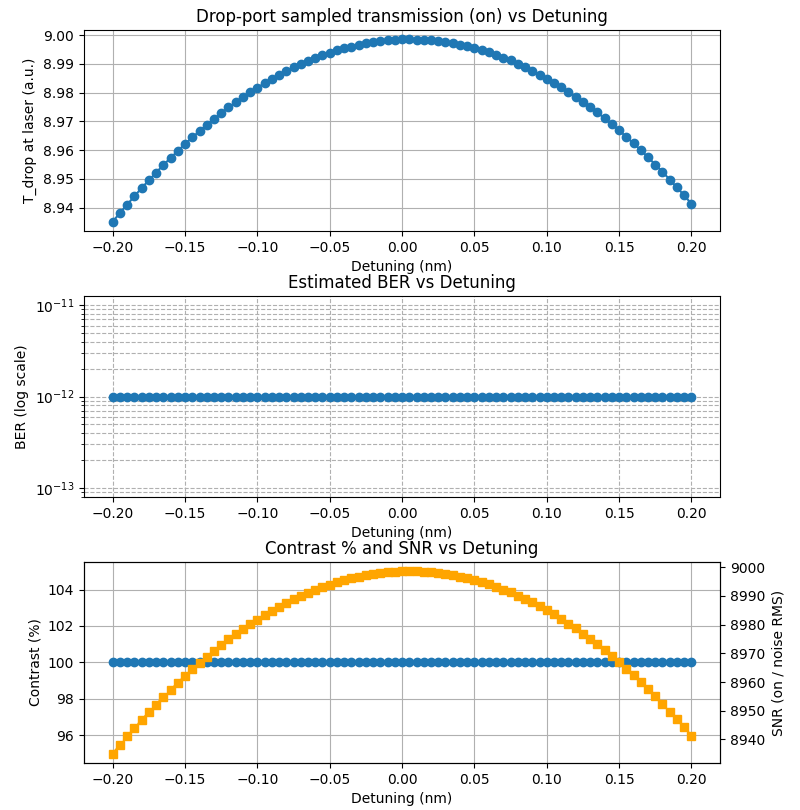 Drop-port sampled transmission (on) vs Detuning
T_drop at laser (a.u.)
9.00
8.99
8.98
8.97
8.96
8.95
8.94
−0.20 −0.15 −0.10 −0.05 0.00 0.05 0.10 0.15 0.20
Detuning (nm)
Estimated BER vs Detuning
BER (log scale)
10⁻¹¹
10⁻¹²
10⁻¹³
−0.20 −0.15 −0.10 −0.05 0.00 0.05 0.10 0.15 0.20
Detuning (nm)
Contrast % and SNR vs Detuning
Contrast (%)
104
102
100
98
96
9000
8990
8980
8970
8960
8950
8940
SNR (on / noise RMS)
−0.20 −0.15 −0.10 −0.05 0.00 0.05 0.10 0.15 0.20
Detuning (nm)